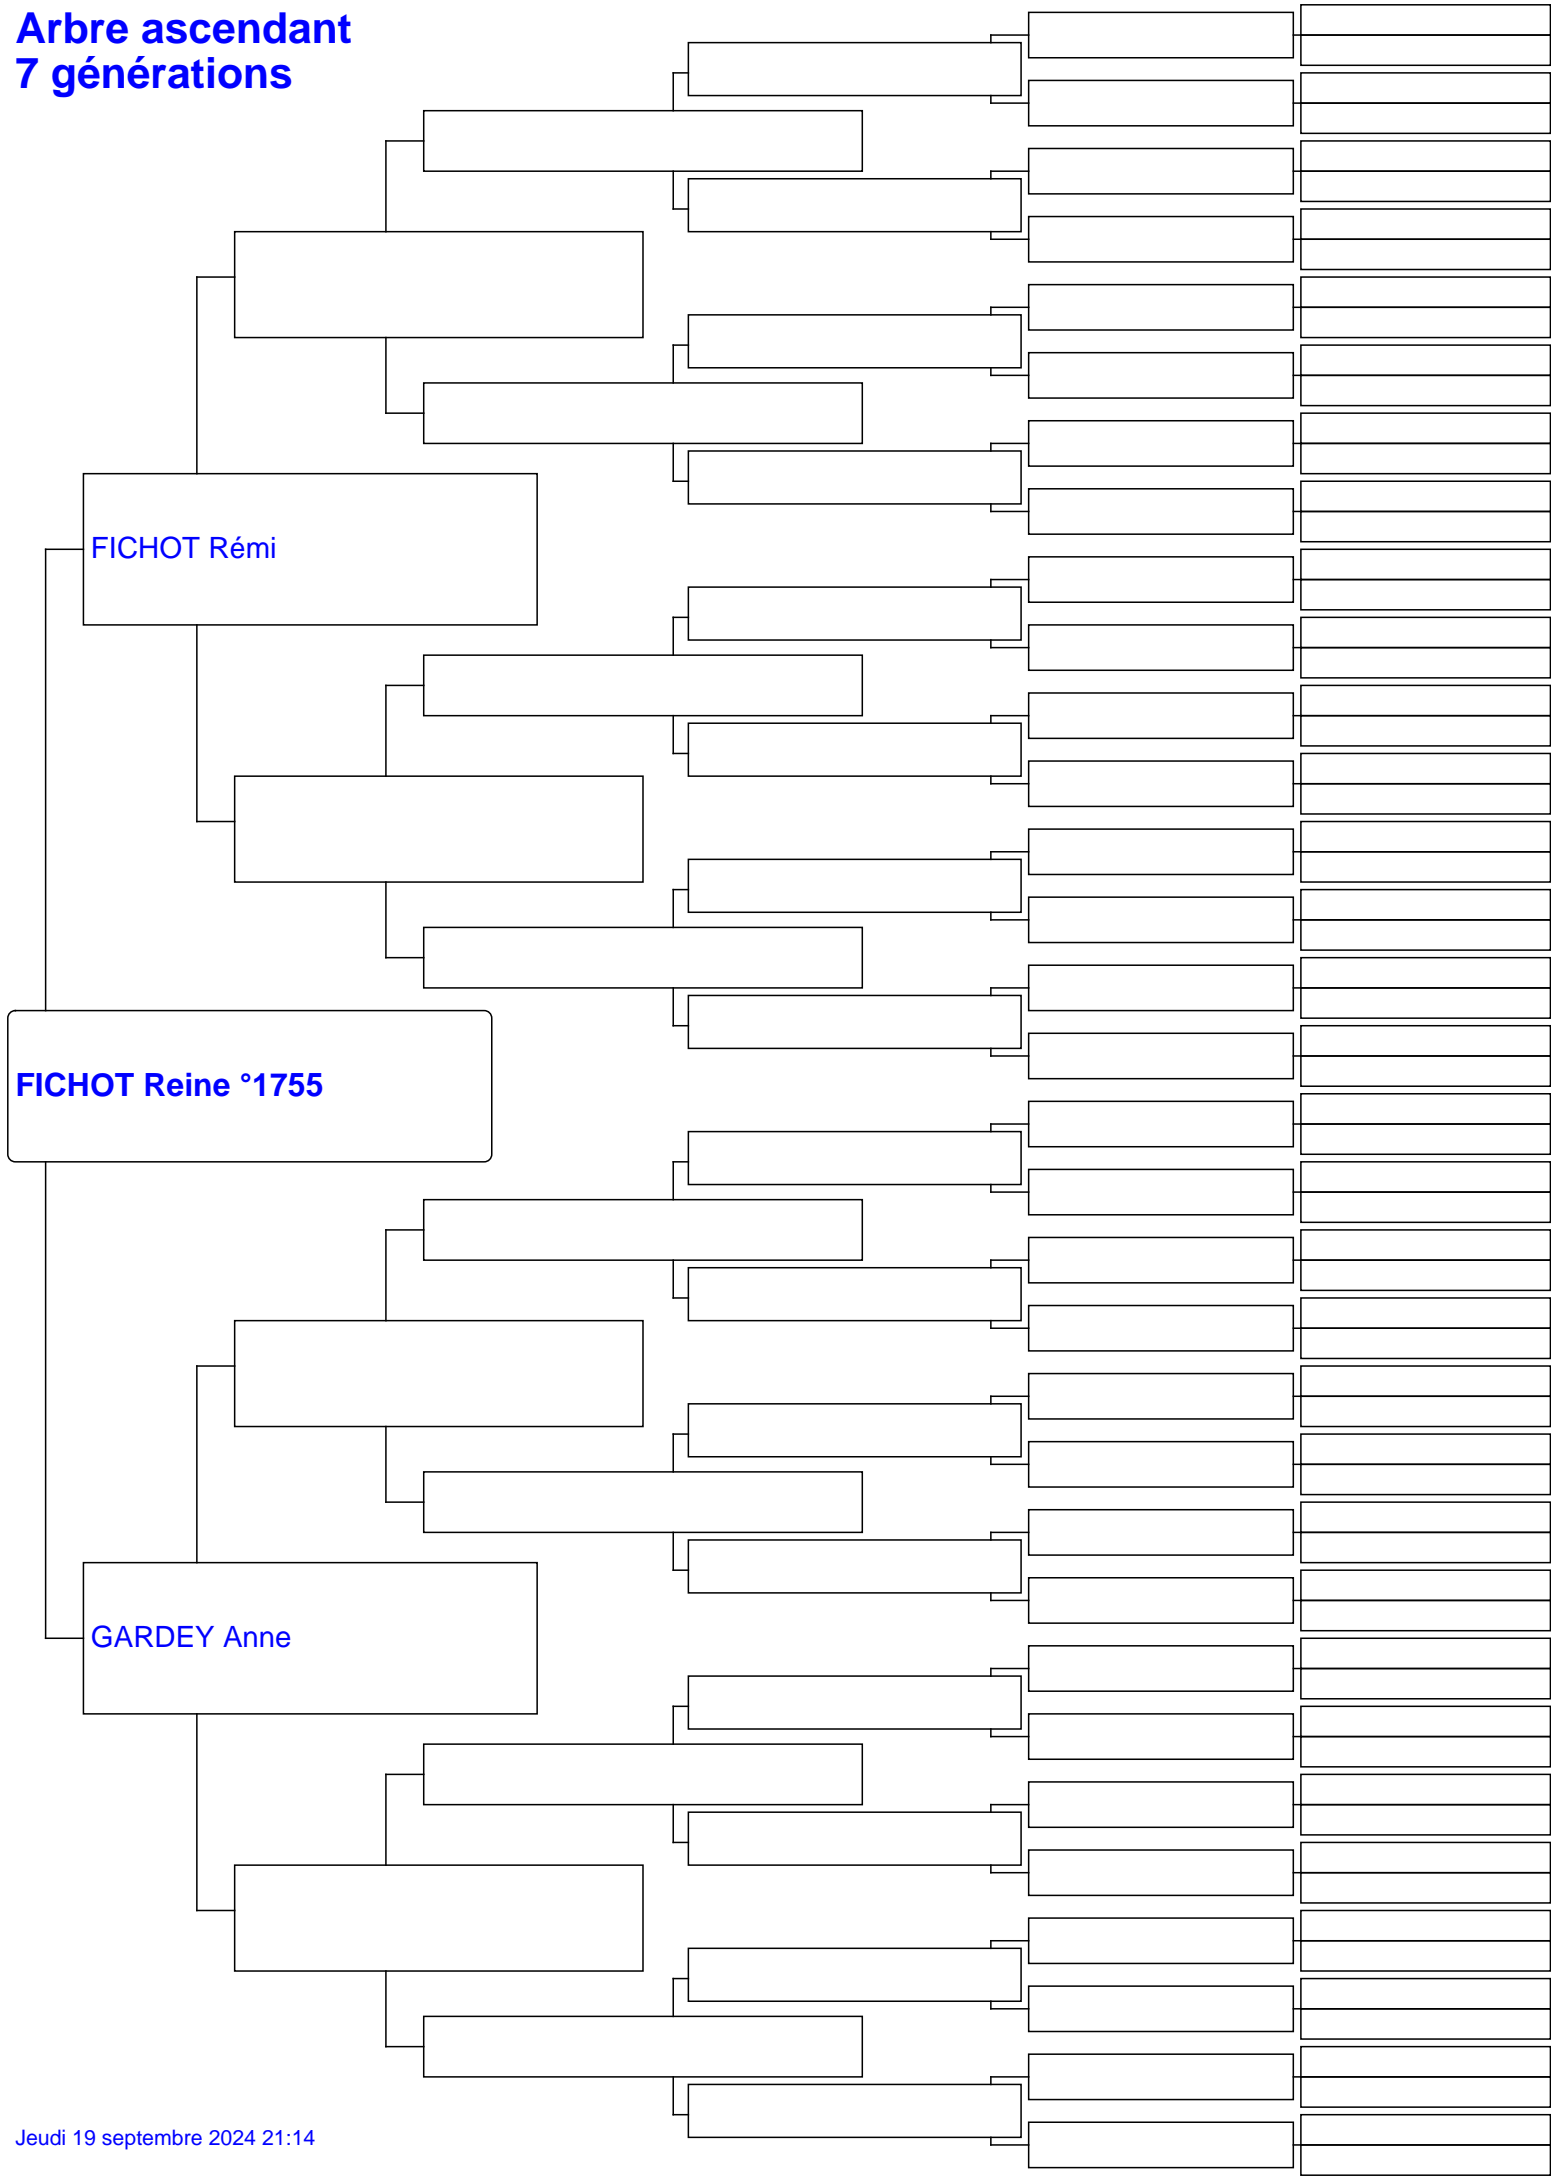 Arbre ascendant
7 générations
FICHOT Rémi
FICHOT Reine °1755
GARDEY Anne
Jeudi 19 septembre 2024 21:14